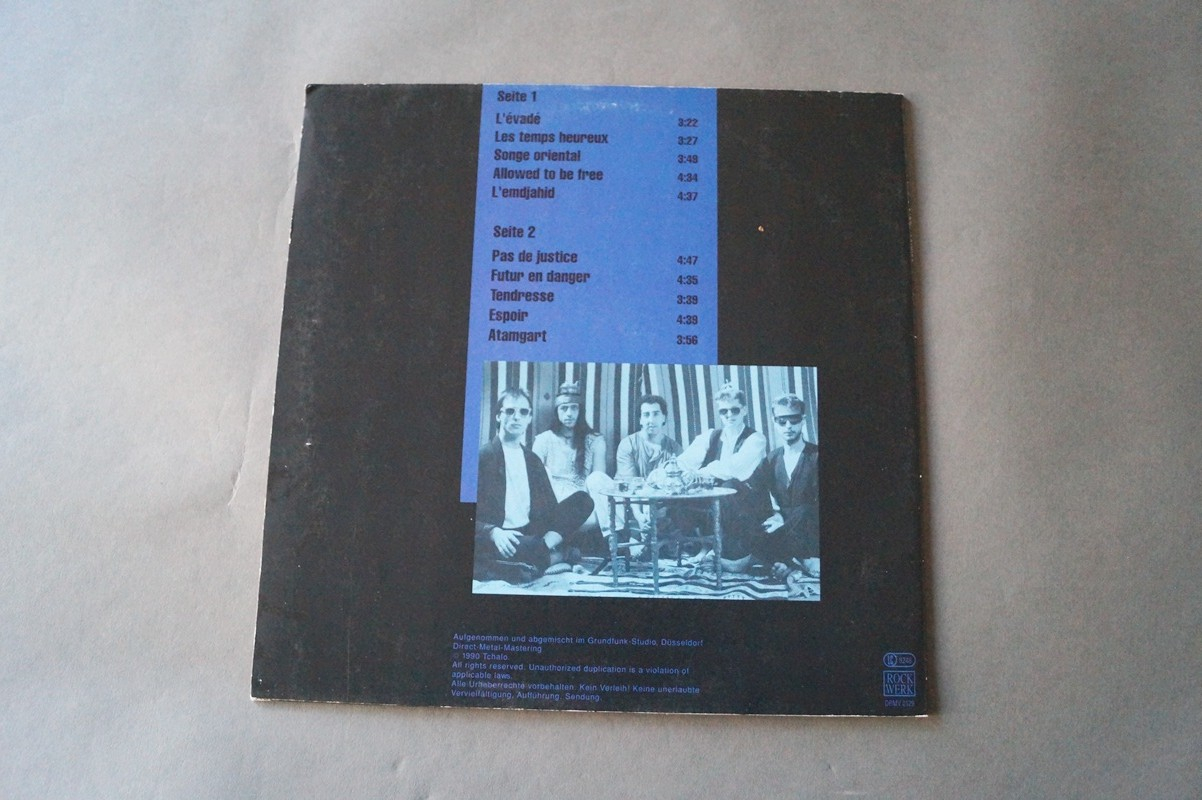 Seite 1
L'évadé 3:22
Les temps heureux 3:27
Songe oriental 3:49
Allowed to be free 4:34
L'emdjahid 4:37
Seite 2
Pas de justice 4:47
Futur en danger 4:35
Tendresse 3:39
Espoir 4:39
Atamgart 3:56
Aufgenommen und abgemischt im Grundfunk-Studio, Düsseldorf
Direct-Metal-Mastering
© 1990 Tchalo.
All rights reserved. Unauthorized duplication is a violation of
applicable laws.
Alle Urheberrechte vorbehalten. Kein Verleih! Keine unerlaubte
Vervielfältigung, Aufführung, Sendung.
ROCK
WERK